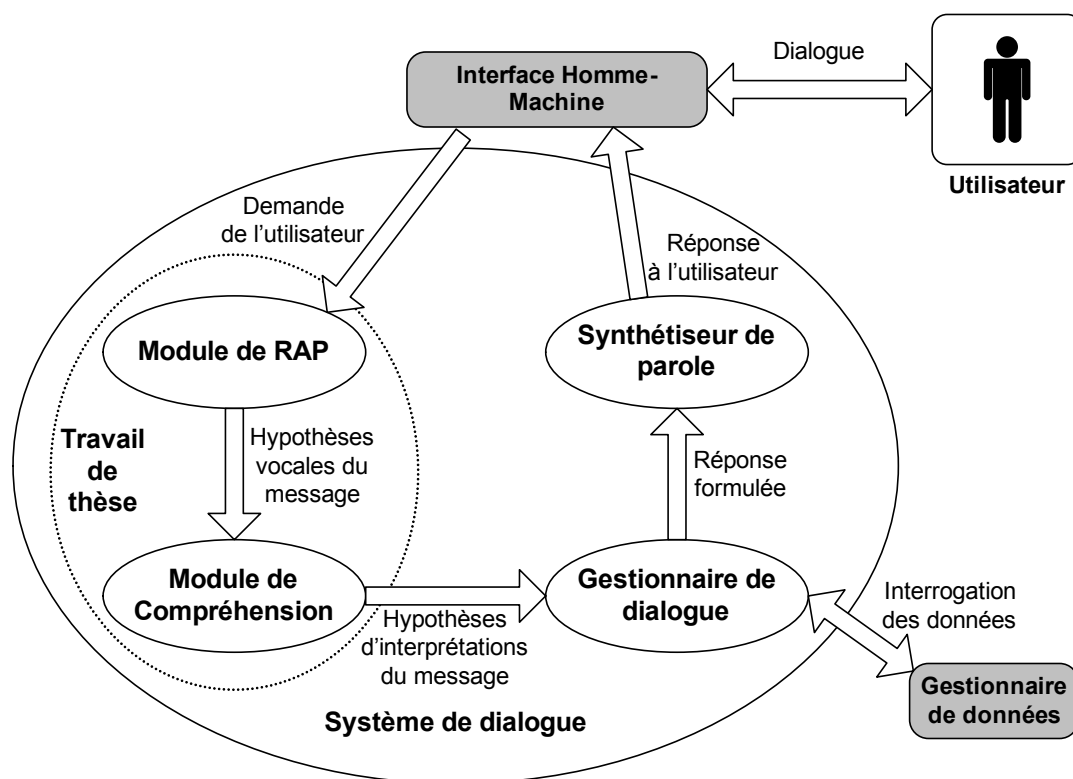 Interface Homme-
Machine
Dialogue
Utilisateur
Demande
de l’utilisateur
Réponse
à l’utilisateur
Module de RAP
Synthétiseur de
parole
Travail
de
thèse
Hypothèses
vocales du
message
Réponse
formulée
Module de
Compréhension
Hypothèses
d’interprétations
du message
Gestionnaire de
dialogue
Interrogation
des données
Gestionnaire
de données
Système de dialogue